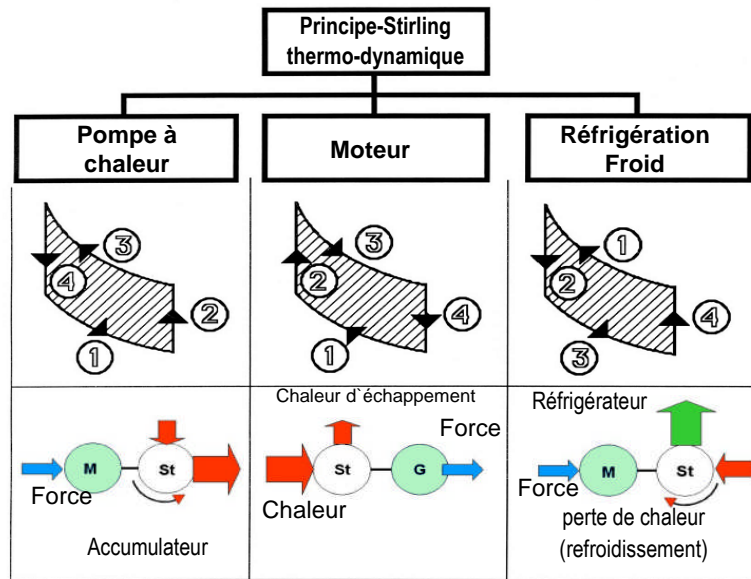 Principe-Stirling
thermo-dynamique
Pompe à
chaleur
Moteur
Réfrigération
Froid
3
4
2
1
3
2
4
1
1
2
4
3
M
St
Force
Accumulateur
Chaleur d`échappement
Force
St
G
Chaleur
Réfrigérateur
M
St
Force
perte de chaleur
(refroidissement)